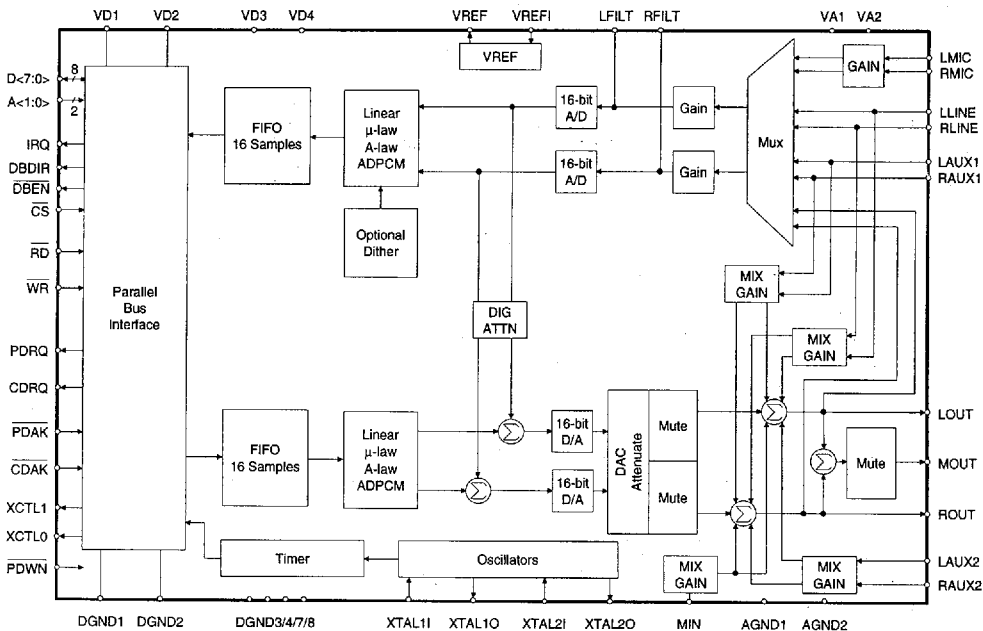 VD1 VD2 VD3 VD4 VREF VREFI LFILT RFILT VA1 VA2
VREF
D<7:0>
8
A<1:0>
2
IRQ
DBDIR
DBEN
CS
RD
WR
PDRQ
CDRQ
PDAK
CDAK
XCTL1
XCTL0
PDWN
Parallel
Bus
Interface
FIFO
16 Samples
Linear
μ-law
A-law
ADPCM
Optional
Dither
16-bit
A/D
16-bit
A/D
Gain
Gain
Mux
GAIN
LMIC
RMIC
LLINE
RLINE
LAUX1
RAUX1
MIX
GAIN
MIX
GAIN
DIG
ATTN
FIFO
16 Samples
Linear
μ-law
A-law
ADPCM
Σ
Σ
16-bit
D/A
16-bit
D/A
DAC
Attenuate
Mute
Mute
Σ
Σ
Σ
Mute
LOUT
MOUT
ROUT
LAUX2
RAUX2
Timer
Oscillators
MIX
GAIN
MIX
GAIN
DGND1 DGND2 DGND3/4/7/8 XTAL1I XTAL1O XTAL2I XTAL2O MIN AGND1 AGND2